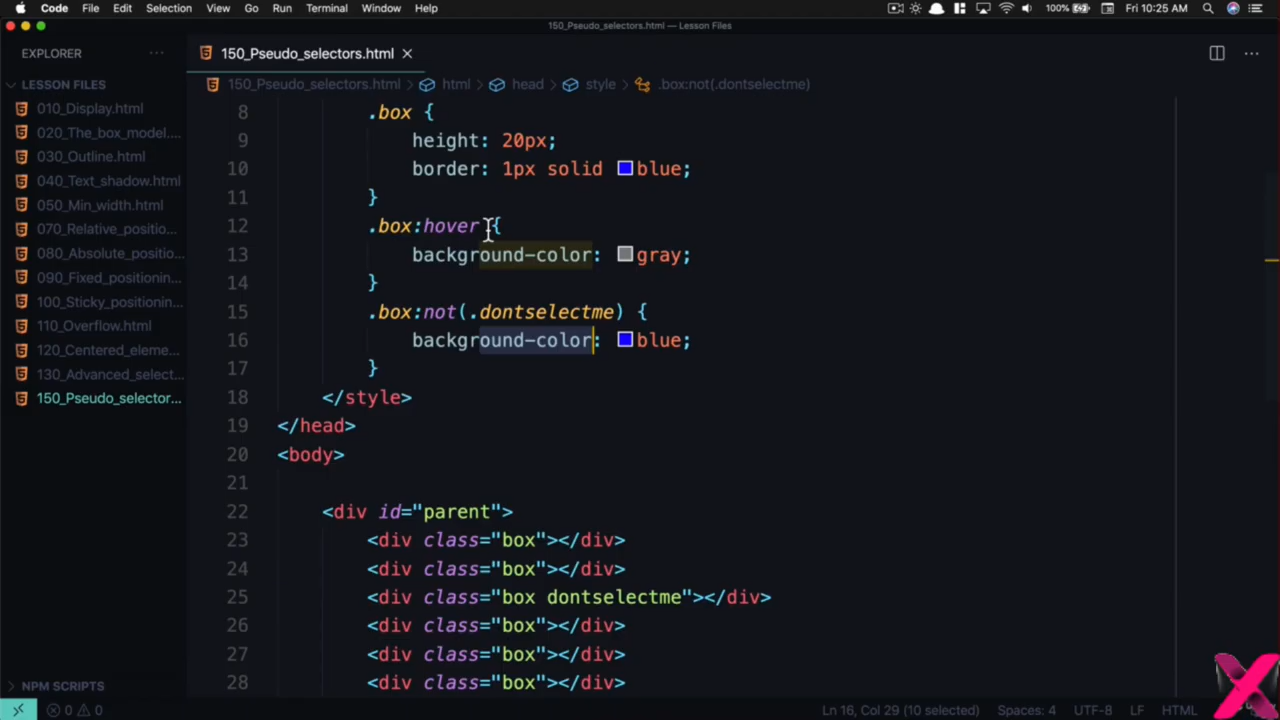 Code File Edit Selection View Go Run Terminal Window Help 100% Fri 10:25 AM
150_Pseudo_selectors.html — Lesson Files
EXPLORER ··· 150_Pseudo_selectors.html ···
LESSON FILES
150_Pseudo_selectors.html > html > head > style > .box:not(.dontselectme)
010_Display.html
020_The_box_model....
030_Outline.html
040_Text_shadow.html
050_Min_width.html
070_Relative_positio...
080_Absolute_positio...
090_Fixed_positionin...
100_Sticky_positionin...
110_Overflow.html
120_Centered_eleme...
130_Advanced_select...
150_Pseudo_selector...
NPM SCRIPTS
8 .box {
9 height: 20px;
10 border: 1px solid blue;
11 }
12 .box:hover {
13 background-color: gray;
14 }
15 .box:not(.dontselectme) {
16 background-color: blue;
17 }
18 </style>
19 </head>
20 <body>
21
22 <div id="parent">
23 <div class="box"></div>
24 <div class="box"></div>
25 <div class="box dontselectme"></div>
26 <div class="box"></div>
27 <div class="box"></div>
28 <div class="box"></div>
0 0 Ln 16, Col 29 (10 selected) Spaces: 4 UTF-8 LF HTML